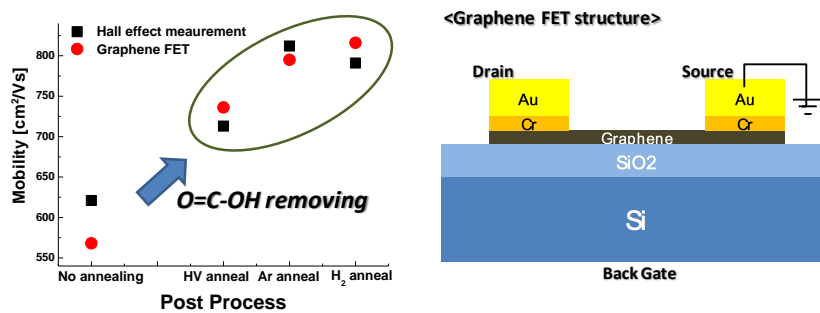 Hall effect meaurement
Graphene FET
Mobility [cm²/Vs]
800
750
700
650
600
550
O=C-OH removing
No annealing
HV anneal
Ar anneal
H₂ anneal
Post Process
<Graphene FET structure>
Drain
Source
Au
Au
Cr
Cr
Graphene
SiO2
Si
Back Gate